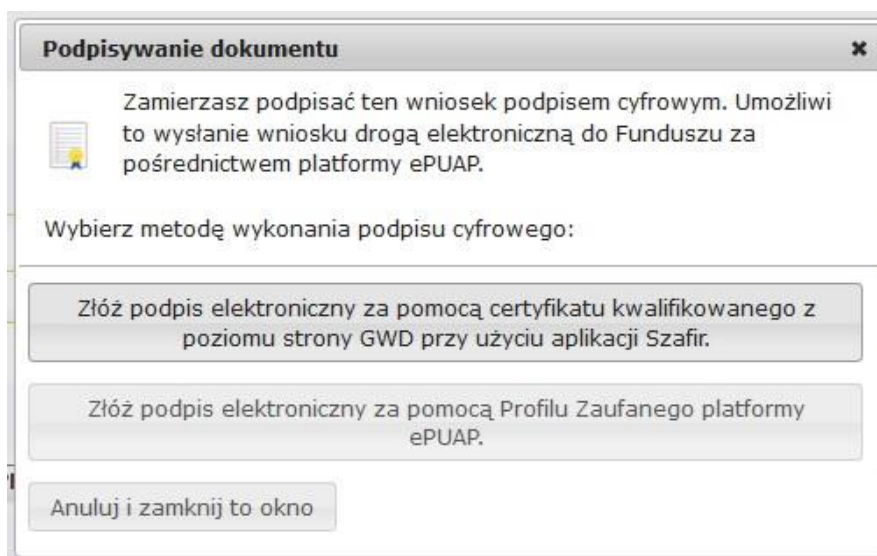 Podpisywanie dokumentu
Zamierzasz podpisać ten wniosek podpisem cyfrowym. Umożliwi
to wysłanie wniosku drogą elektroniczną do Funduszu za
pośrednictwem platformy ePUAP.
Wybierz metodę wykonania podpisu cyfrowego:
Złóż podpis elektroniczny za pomocą certyfikatu kwalifikowanego z
poziomu strony GWD przy użyciu aplikacji Szafir.
Złóż podpis elektroniczny za pomocą Profilu Zaufanego platformy
ePUAP.
Anuluj i zamknij to okno